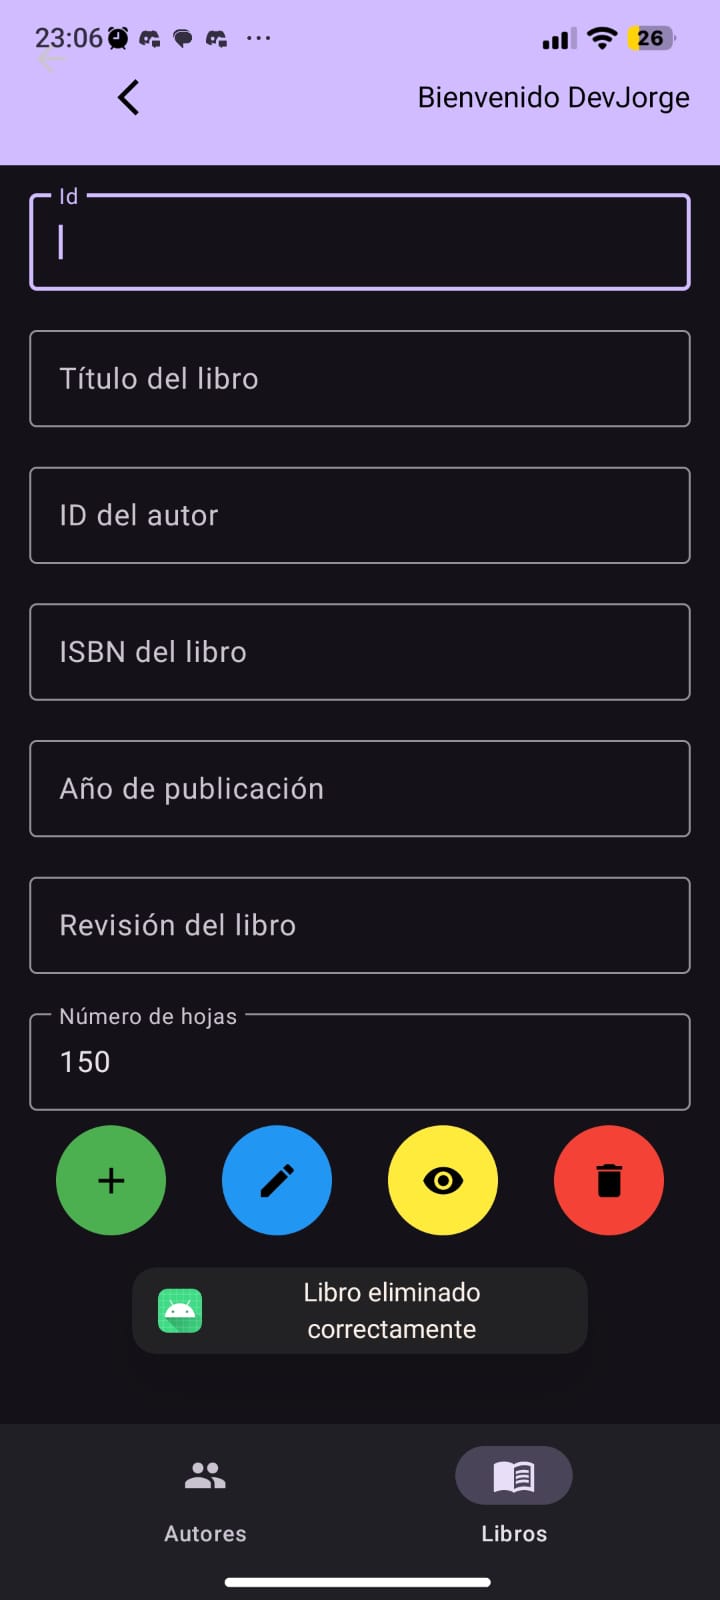 23:06
26
Bienvenido DevJorge
Id
Título del libro
ID del autor
ISBN del libro
Año de publicación
Revisión del libro
Número de hojas
150
Libro eliminado
correctamente
Autores
Libros